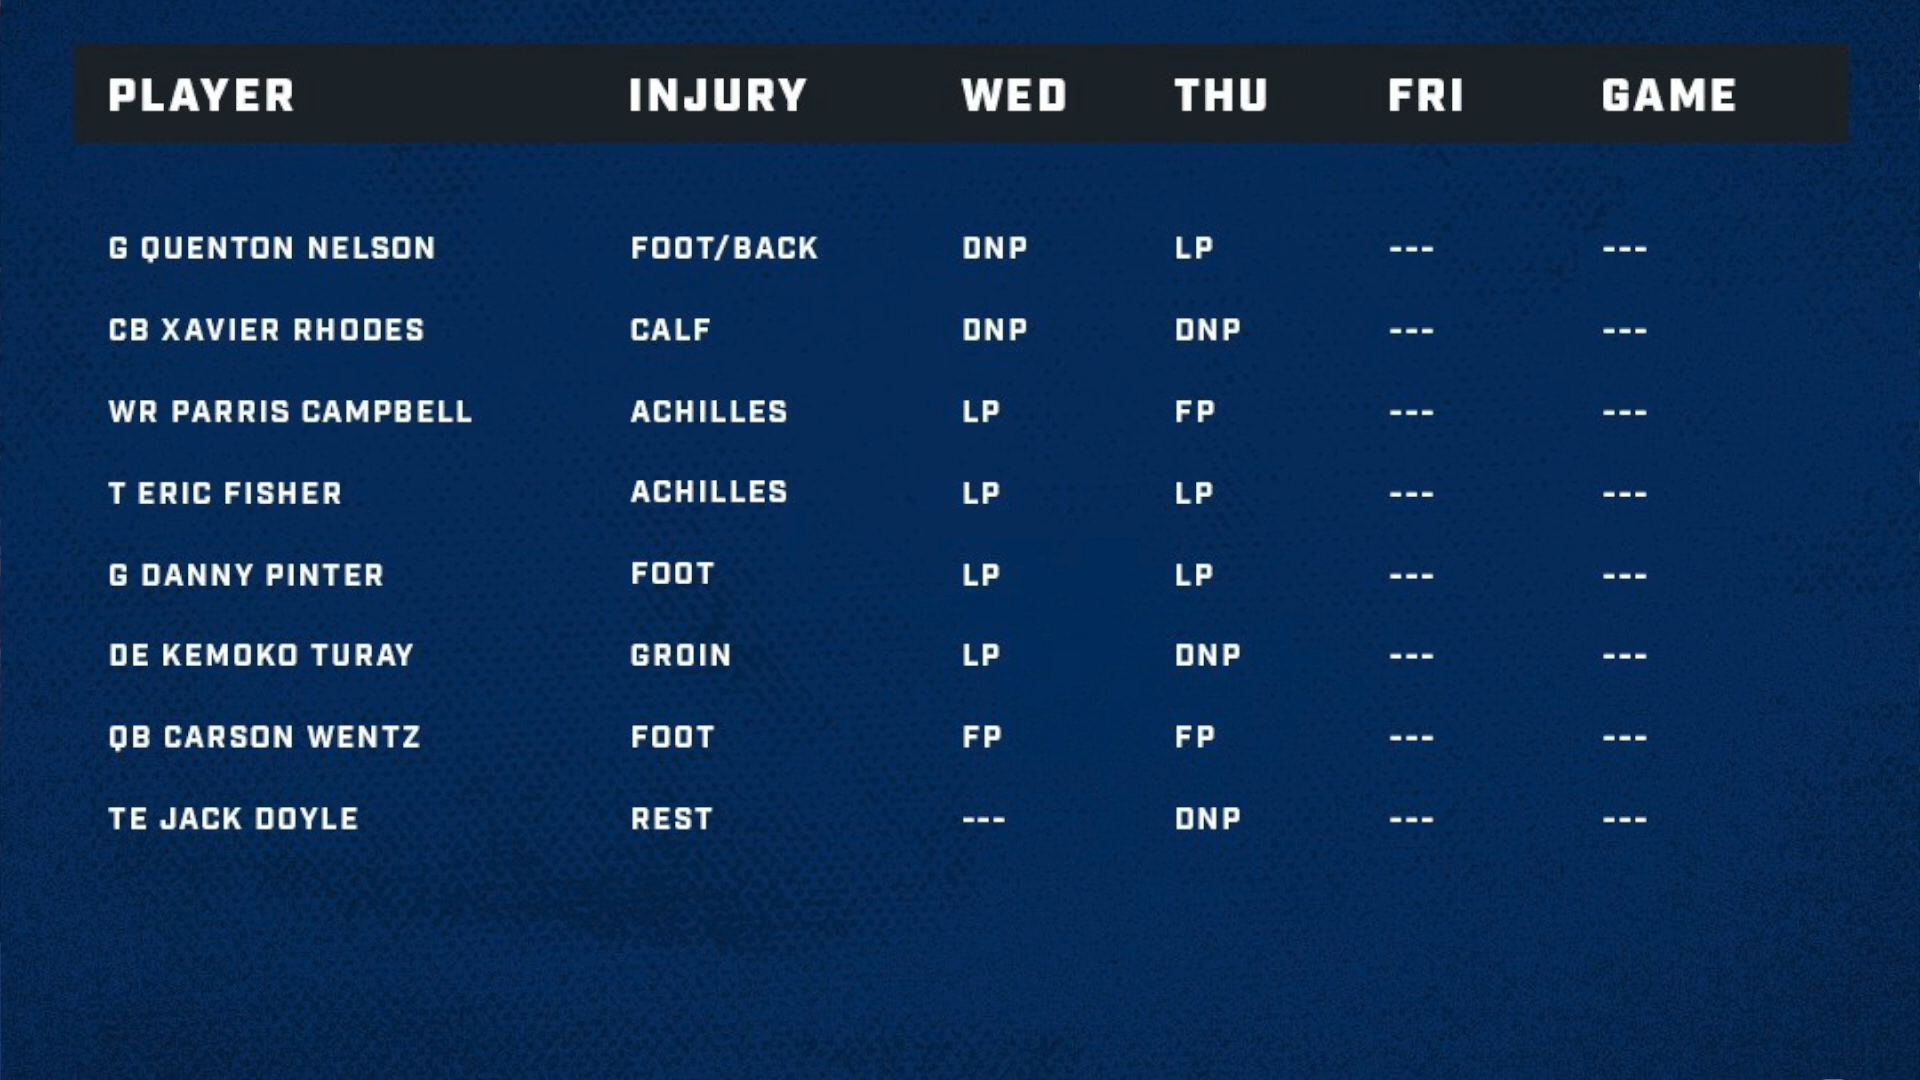 PLAYER INJURY WED THU FRI GAME
G QUENTON NELSON FOOT/BACK DNP LP --- ---
CB XAVIER RHODES CALF DNP DNP --- ---
WR PARRIS CAMPBELL ACHILLES LP FP --- ---
T ERIC FISHER ACHILLES LP LP --- ---
G DANNY PINTER FOOT LP LP --- ---
DE KEMOKO TURAY GROIN LP DNP --- ---
QB CARSON WENTZ FOOT FP FP --- ---
TE JACK DOYLE REST --- DNP --- ---